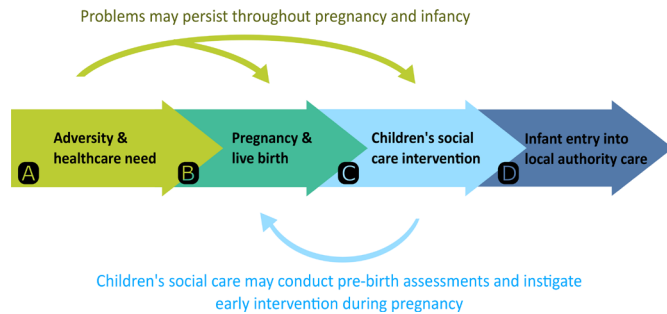 Problems may persist throughout pregnancy and infancy
Adversity &
healthcare need
Pregnancy &
live birth
Children's social
care intervention
Infant entry into
local authority care
A
B
C
D
Children's social care may conduct pre-birth assessments and instigate
early intervention during pregnancy